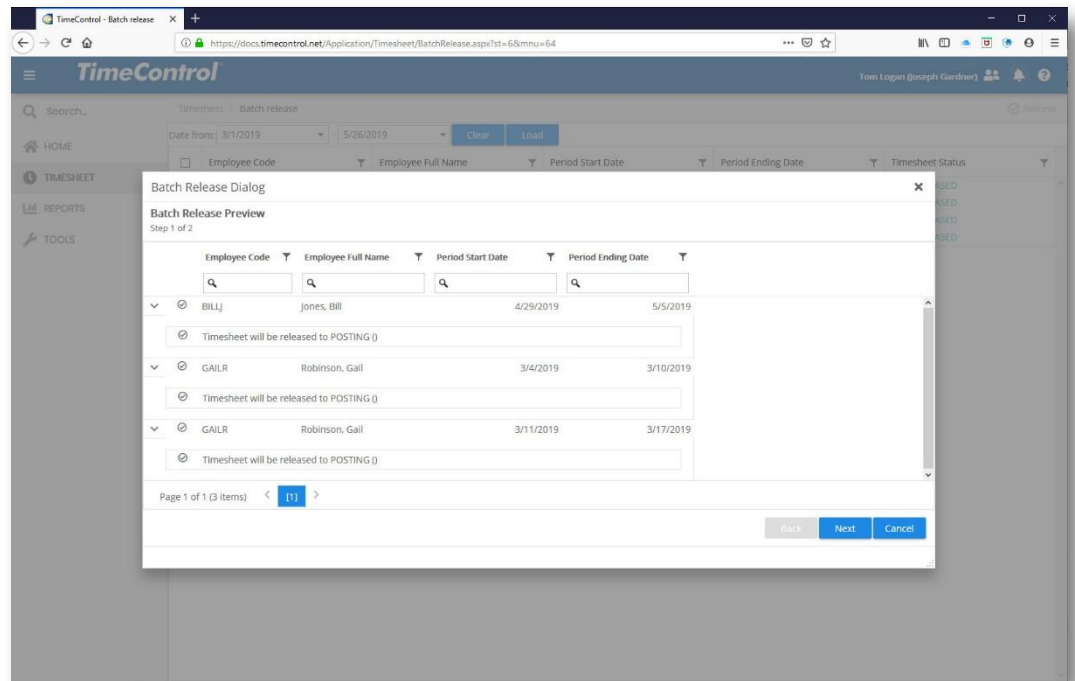 TimeControl - Batch release
https://docs.timecontrol.net/Application/Timesheet/BatchRelease.aspx?st=6&mnu=64
TimeControl
Tom Logan (Joseph Gardner)
Search...
Timesheet Batch release
Release
Date from: 3/1/2019 5/26/2019 Clear Load
HOME
Employee Code Employee Full Name Period Start Date Period Ending Date Timesheet Status
TIMESHEET
REPORTS
TOOLS
Batch Release Dialog
ASED
ASED
ASED
ASED
Batch Release Preview
Step 1 of 2
Employee Code Employee Full Name Period Start Date Period Ending Date
BILLJ Jones, Bill 4/29/2019 5/5/2019
Timesheet will be released to POSTING ()
GAILR Robinson, Gail 3/4/2019 3/10/2019
Timesheet will be released to POSTING ()
GAILR Robinson, Gail 3/11/2019 3/17/2019
Timesheet will be released to POSTING ()
Page 1 of 1 (3 items) [1]
Back Next Cancel